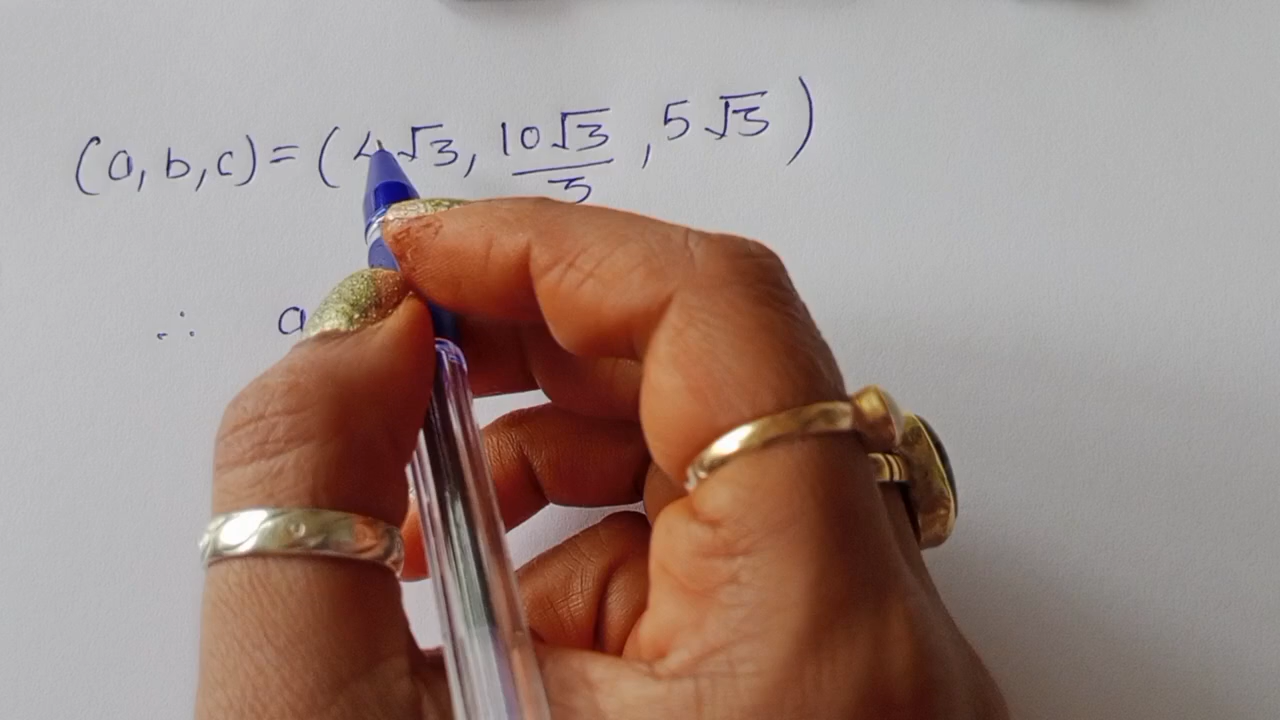 (a, b, c) = (4√3, 10√3/3, 5√3)
∴ a